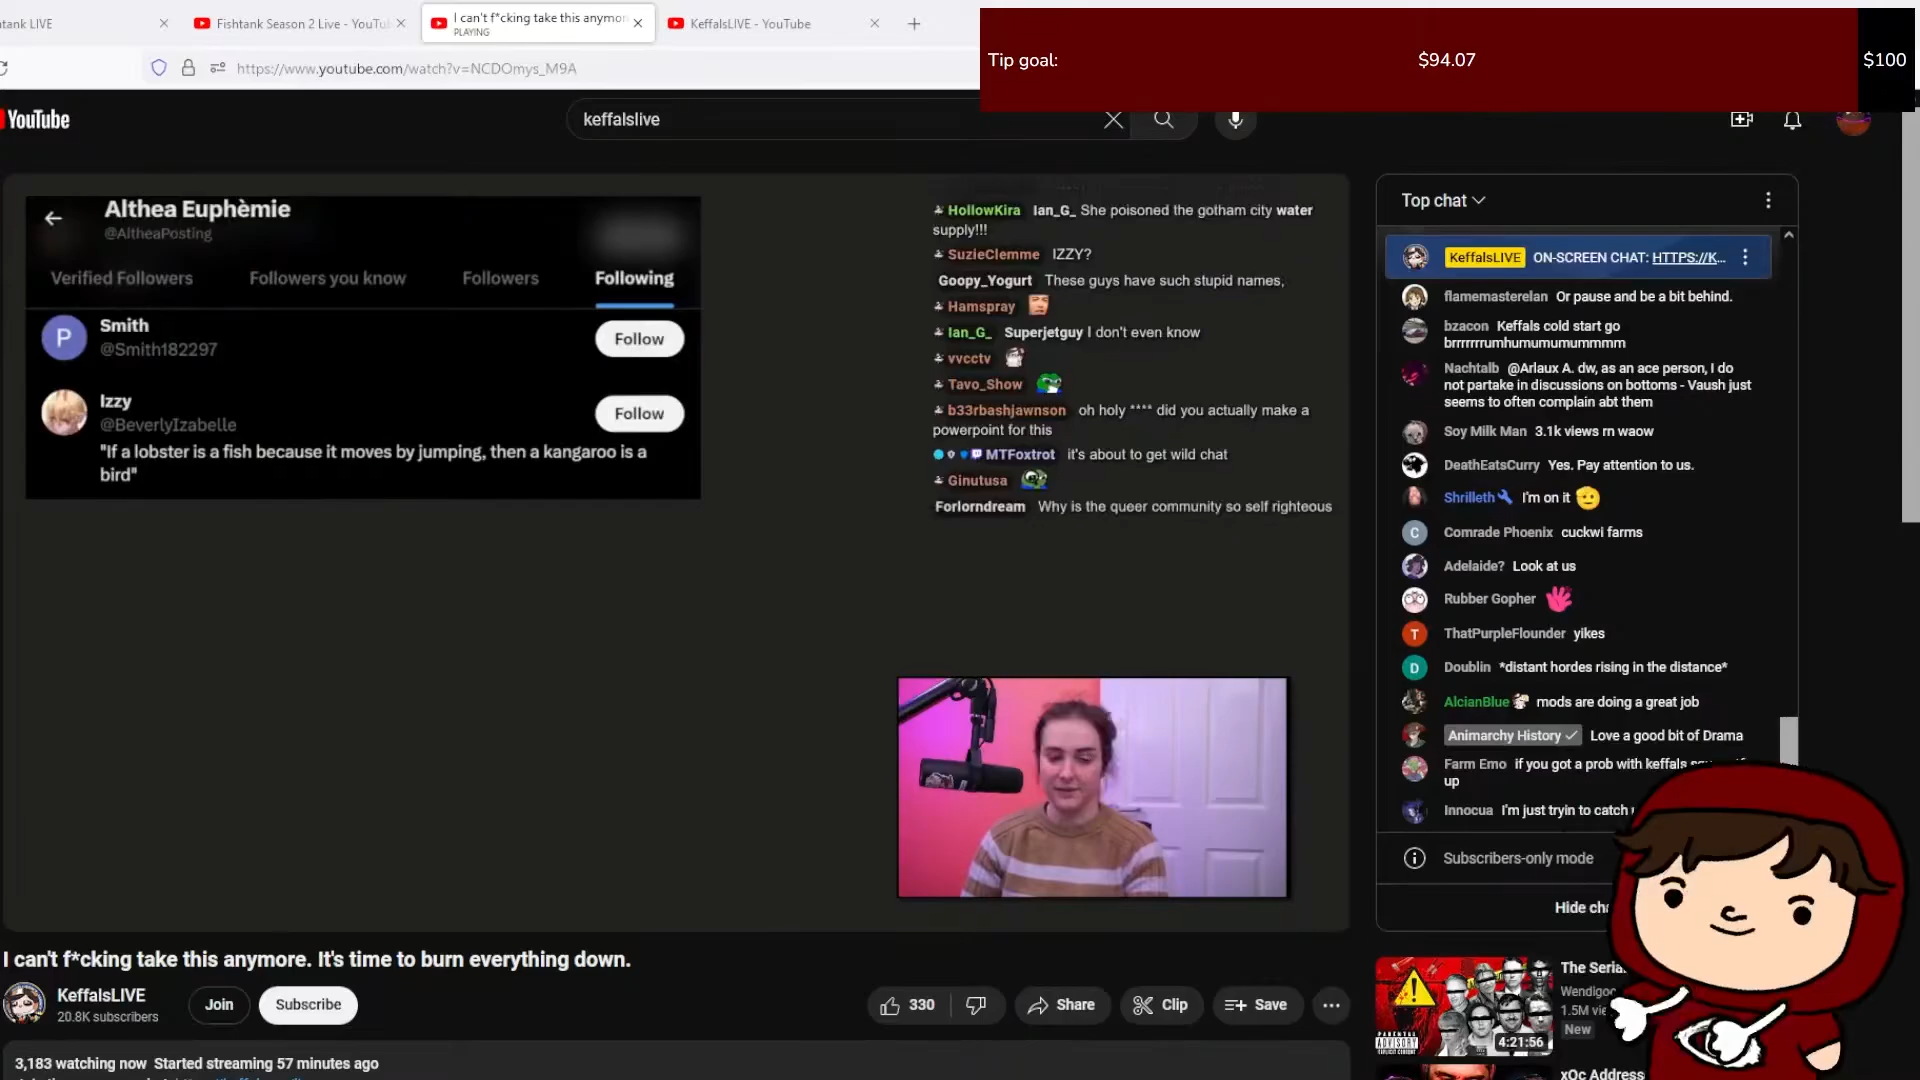 ntank LIVE
Fishtank Season 2 Live - YouTu
I can't f*cking take this anymor
PLAYING
KeffalsLIVE - YouTube
https://www.youtube.com/watch?v=NCDOmys_M9A
Tip goal:
$94.07
$100
YouTube
keffalslive
Althea Euphèmie
@AltheaPosting
Verified Followers
Followers you know
Followers
Following
P
Smith
@Smith182297
Follow
Izzy
@BeverlyIzabelle
Follow
"If a lobster is a fish because it moves by jumping, then a kangaroo is a
bird"
HollowKira Ian_G_ She poisoned the gotham city water
supply!!!
SuzieClemme IZZY?
Goopy_Yogurt These guys have such stupid names,
Hamspray
Ian_G_ Superjetguy I don't even know
vvcctv
Tavo_Show
b33rbashjawnson oh holy **** did you actually make a
powerpoint for this
MTFoxtrot it's about to get wild chat
Ginutusa
Forlorndream Why is the queer community so self righteous
Top chat
KeffalsLIVE ON-SCREEN CHAT: HTTPS://K...
flamemasterelan Or pause and be a bit behind.
bzacon Keffals cold start go
brrrrrrrumhumumumummmm
Nachtalb @Arlaux A. dw, as an ace person, I do
not partake in discussions on bottoms - Vaush just
seems to often complain abt them
Soy Milk Man 3.1k views rn waow
DeathEatsCurry Yes. Pay attention to us.
Shrilleth I'm on it
C
Comrade Phoenix cuckwi farms
Adelaide? Look at us
Rubber Gopher
T
ThatPurpleFlounder yikes
D
Doublin *distant hordes rising in the distance*
AlcianBlue mods are doing a great job
Animarchy History Love a good bit of Drama
Farm Emo if you got a prob with keffals
up
Innocua I'm just tryin to catch
Subscribers-only mode
Hide cha
I can't f*cking take this anymore. It's time to burn everything down.
KeffalsLIVE
20.8K subscribers
Join
Subscribe
330
Share
Clip
Save
3,183 watching now Started streaming 57 minutes ago
PARENTAL
ADVISORY
EXPLICIT CONTENT
4:21:56
The Seria
Wendigoo
1.5M vie
New
xQc Address